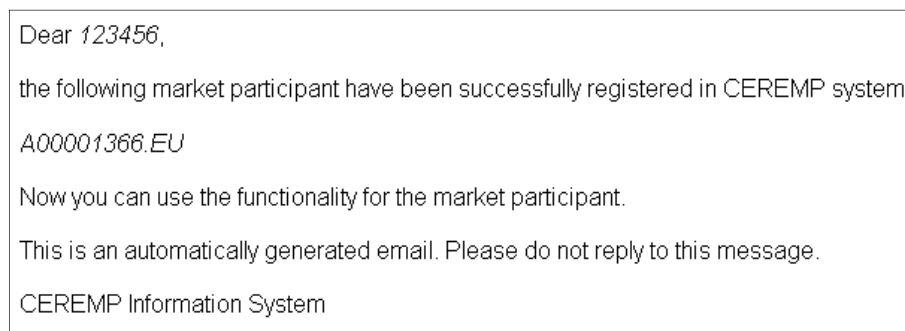 Dear 123456,
the following market participant have been successfully registered in CEREMP system
A00001366.EU
Now you can use the functionality for the market participant.
This is an automatically generated email. Please do not reply to this message.
CEREMP Information System